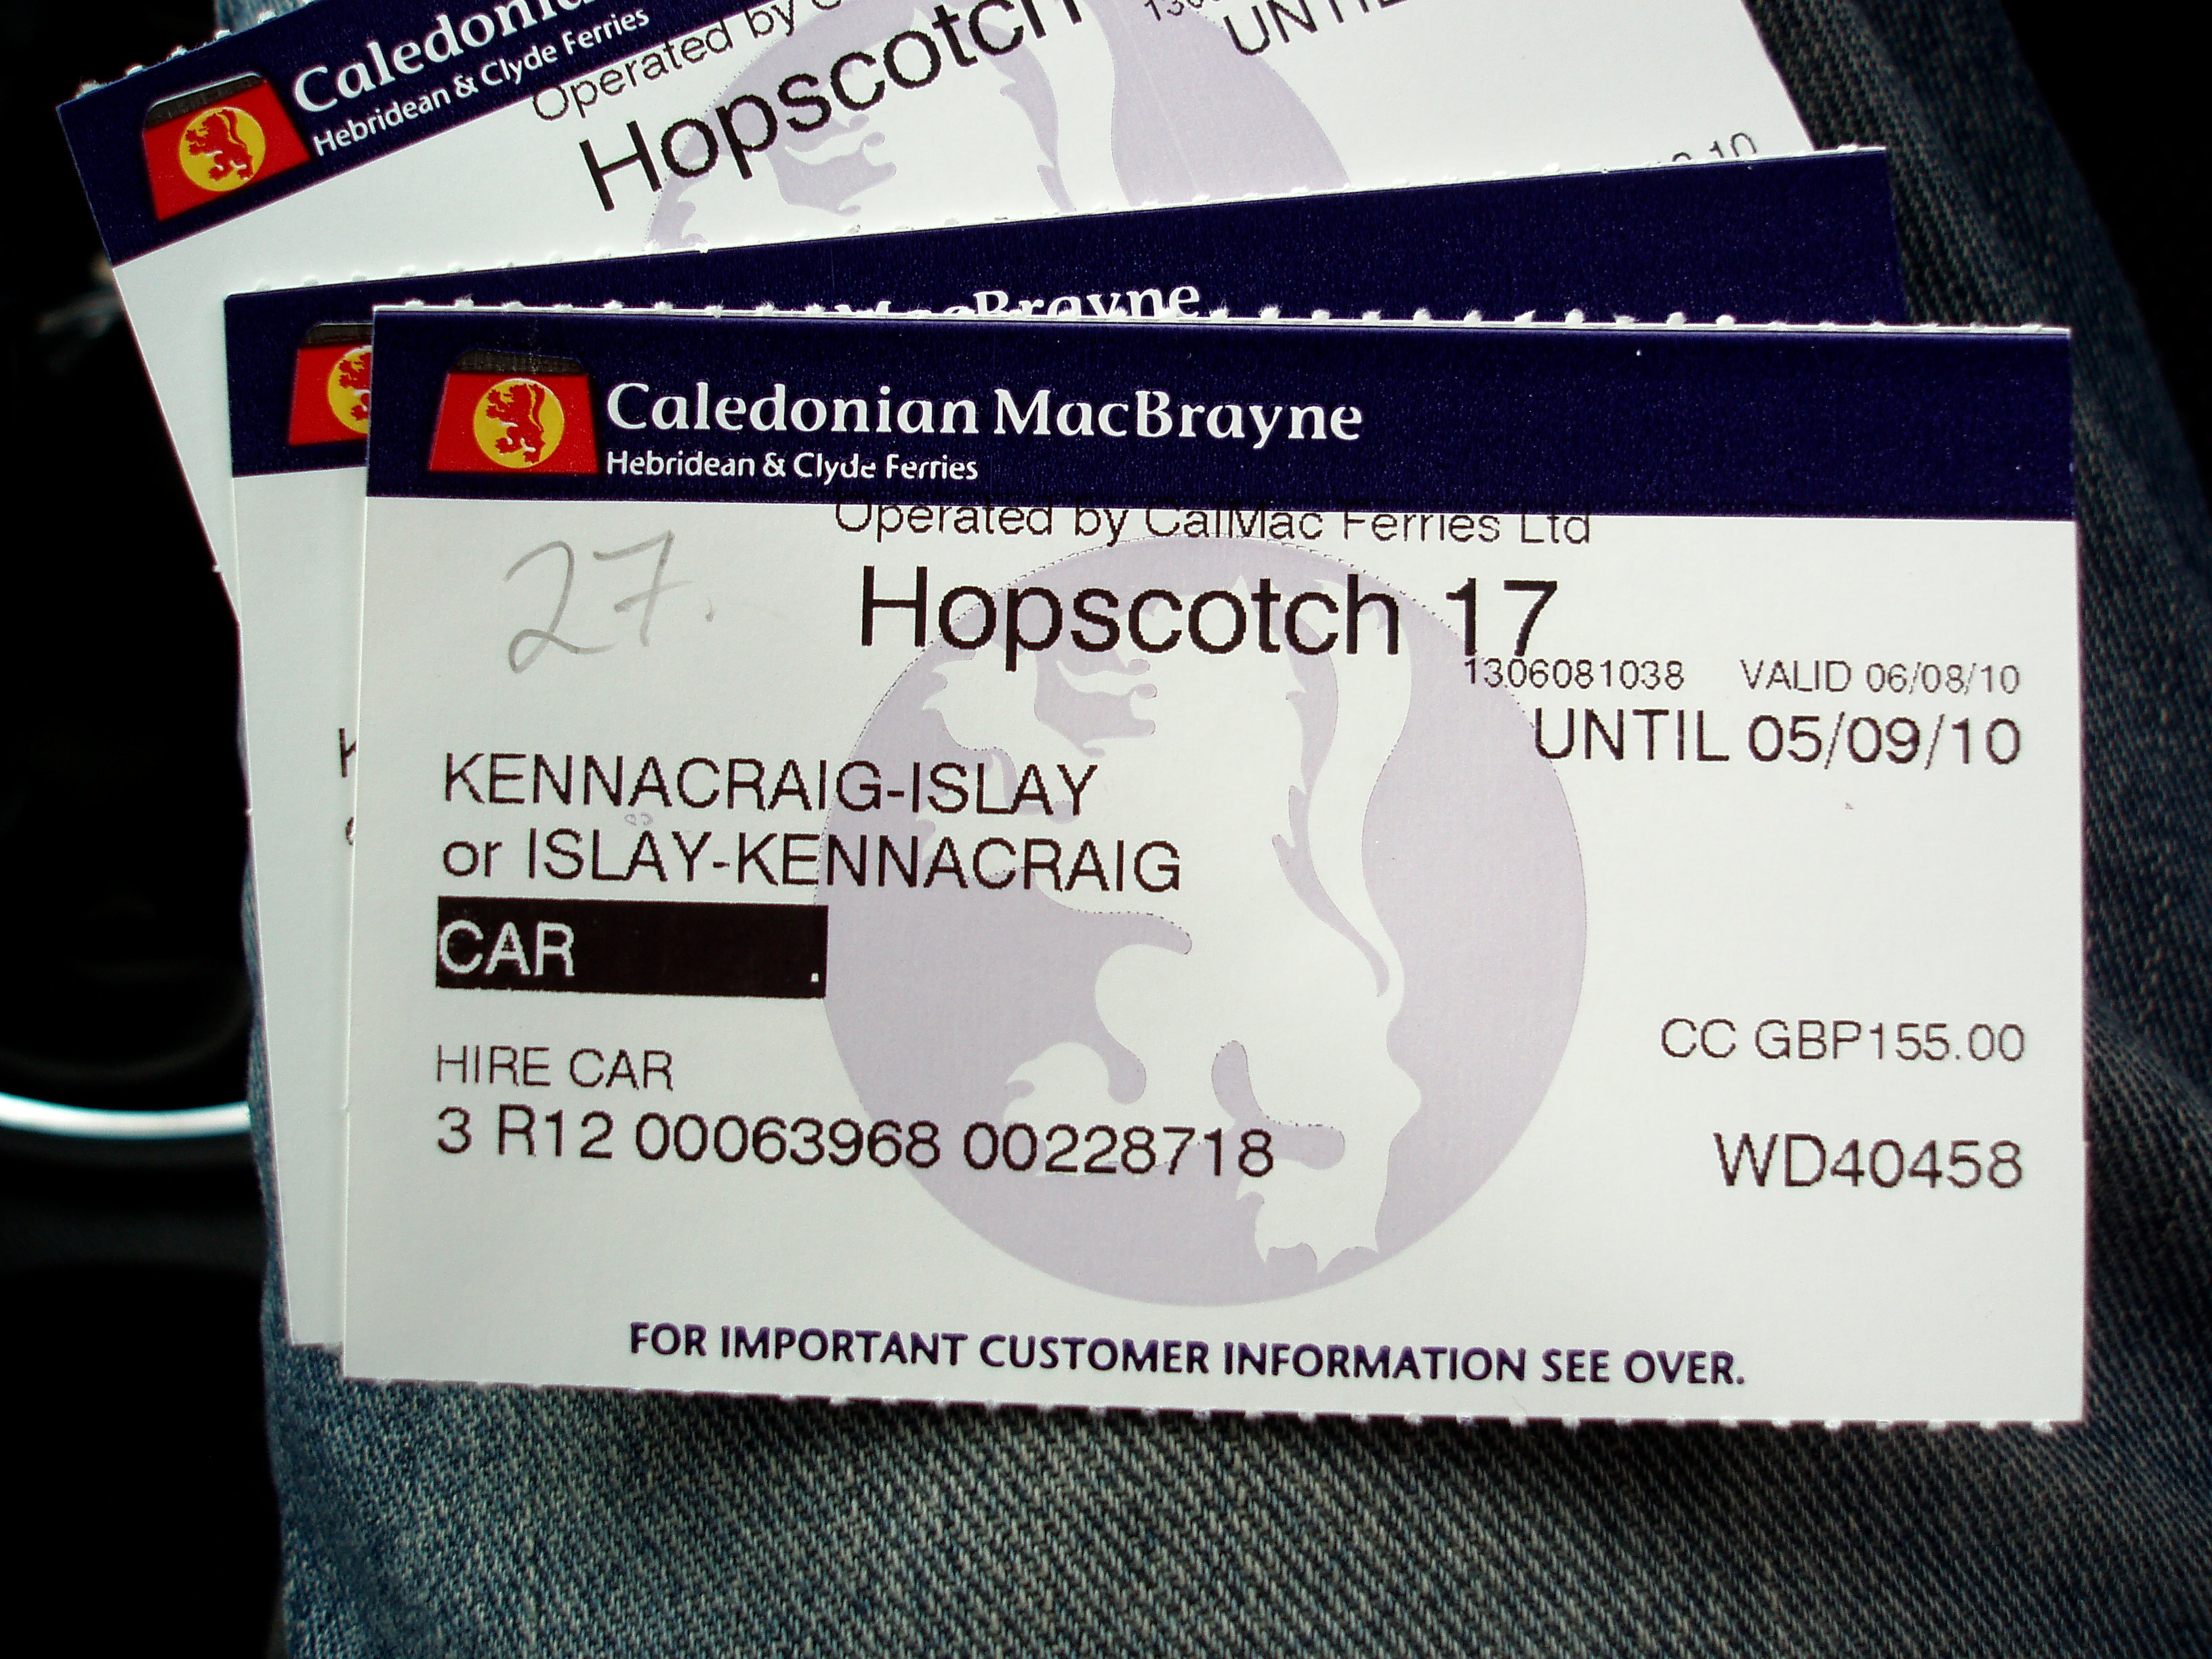 Caledonian
Hebridean & Clyde Ferries
Operated by
Hopscotch
UNTIL
10
MacBrayne
Caledonian MacBrayne
Hebridean & Clyde Ferries
Operated by CalMac Ferries Ltd
27.
Hopscotch 17
1306081038 VALID 06/08/10
UNTIL 05/09/10
KENNACRAIG-ISLAY
or ISLAY-KENNACRAIG
CAR .
HIRE CAR
CC GBP155.00
3 R12 00063968 00228718
WD40458
FOR IMPORTANT CUSTOMER INFORMATION SEE OVER.